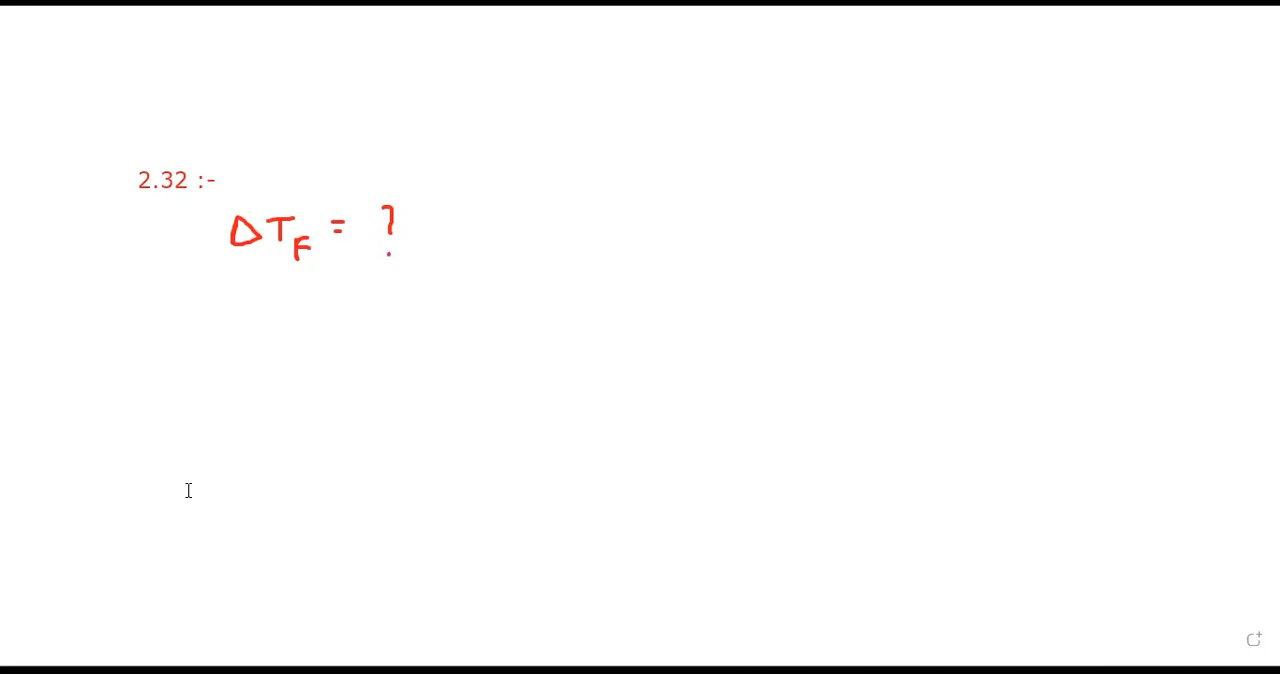 2.32 :-
ΔT_F = ?